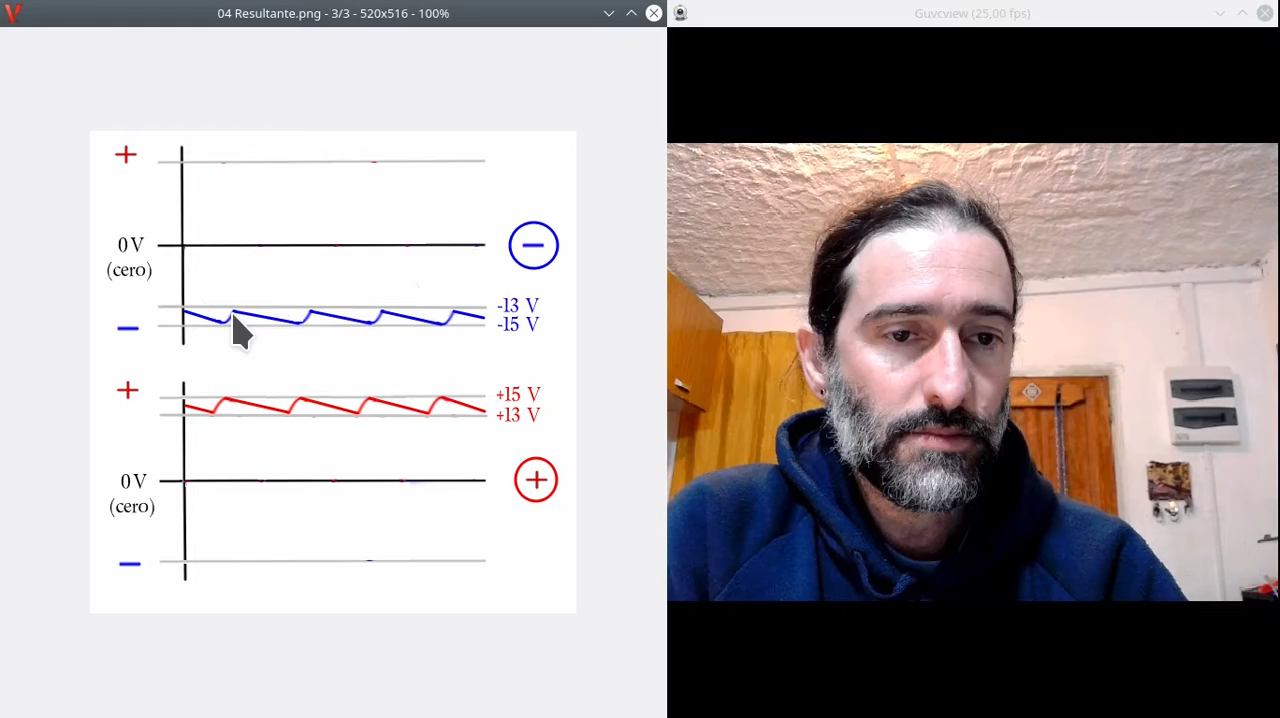 04 Resultante.png - 3/3 - 520x516 - 100%
Guvcview (25,00 fps)
+
0 V
(cero)
−
-13 V
-15 V
−
+
+15 V
+13 V
0 V
(cero)
+
−